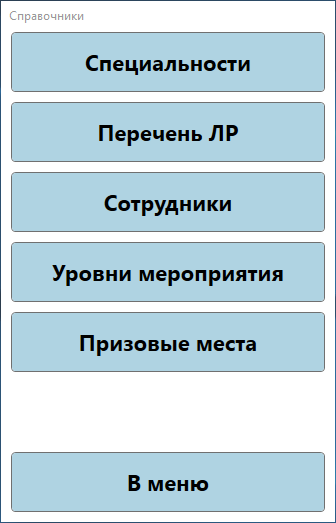 Справочники
Специальности
Перечень ЛР
Сотрудники
Уровни мероприятия
Призовые места
В меню